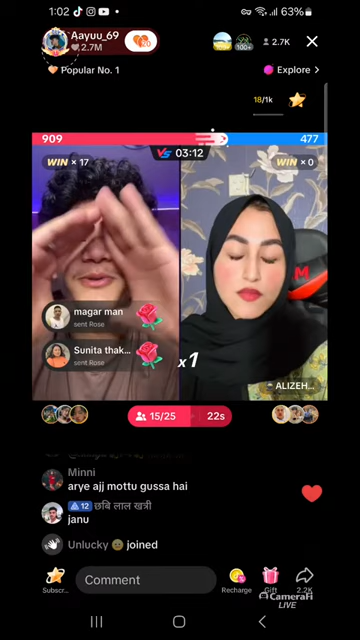 1:02
63%
Aayuu_69
2.7M
20
100+
2.7K
Popular No. 1
Explore >
18/1k
909
477
WIN × 17
VS 03:12
WIN × 0
M
magar man
sent Rose
Sunita thak...
sent Rose
x1
ALIZEH...
15/25
22s
Minni
arye ajj mottu gussa hai
12 छबि लाल खत्री
janu
Unlucky joined
Subscr...
Comment
Recharge
Gift
2.2K
CameraFi
LIVE